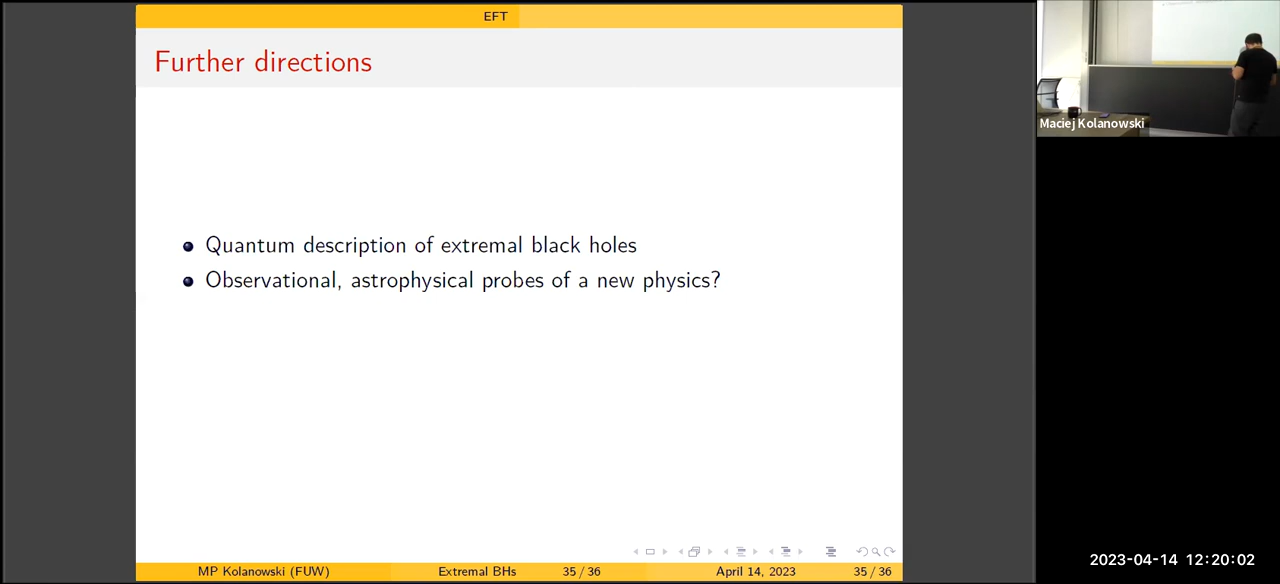 EFT
Further directions
Quantum description of extremal black holes
Observational, astrophysical probes of a new physics?
MP Kolanowski (FUW) Extremal BHs 35 / 36 April 14, 2023 35 / 36
Maciej Kolanowski
2023-04-14 12:20:02